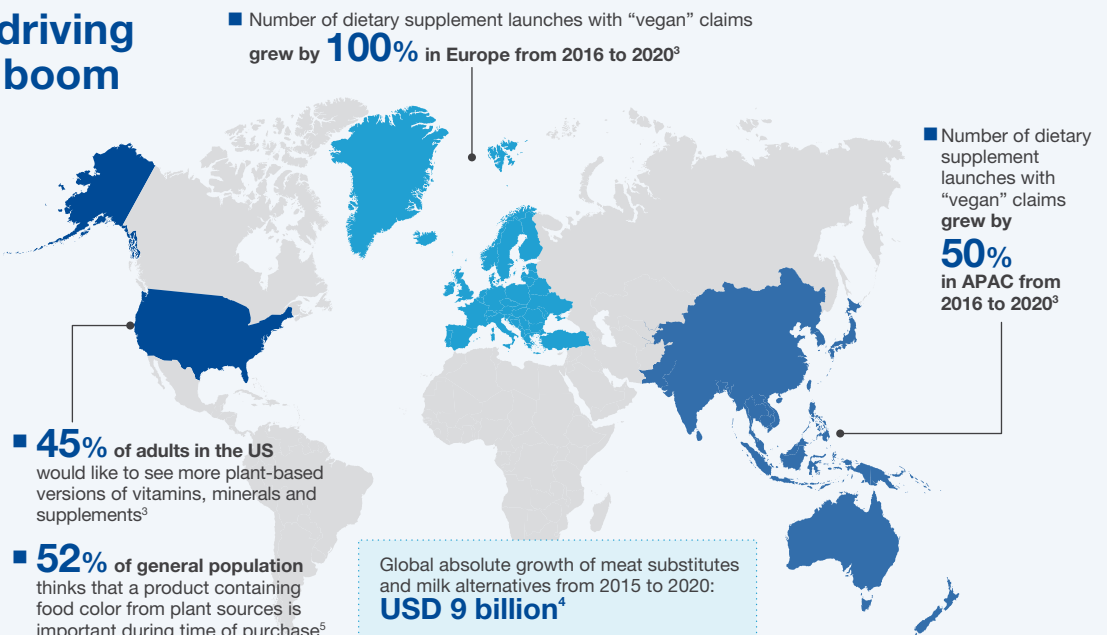 driving
boom
■ Number of dietary supplement launches with “vegan” claims
grew by 100% in Europe from 2016 to 2020³
■ Number of dietary
supplement
launches with
“vegan” claims
grew by
50%
in APAC from
2016 to 2020³
■ 45% of adults in the US
would like to see more plant-based
versions of vitamins, minerals and
supplements³
■ 52% of general population
thinks that a product containing
food color from plant sources is
important during time of purchase⁵
Global absolute growth of meat substitutes
and milk alternatives from 2015 to 2020:
USD 9 billion⁴